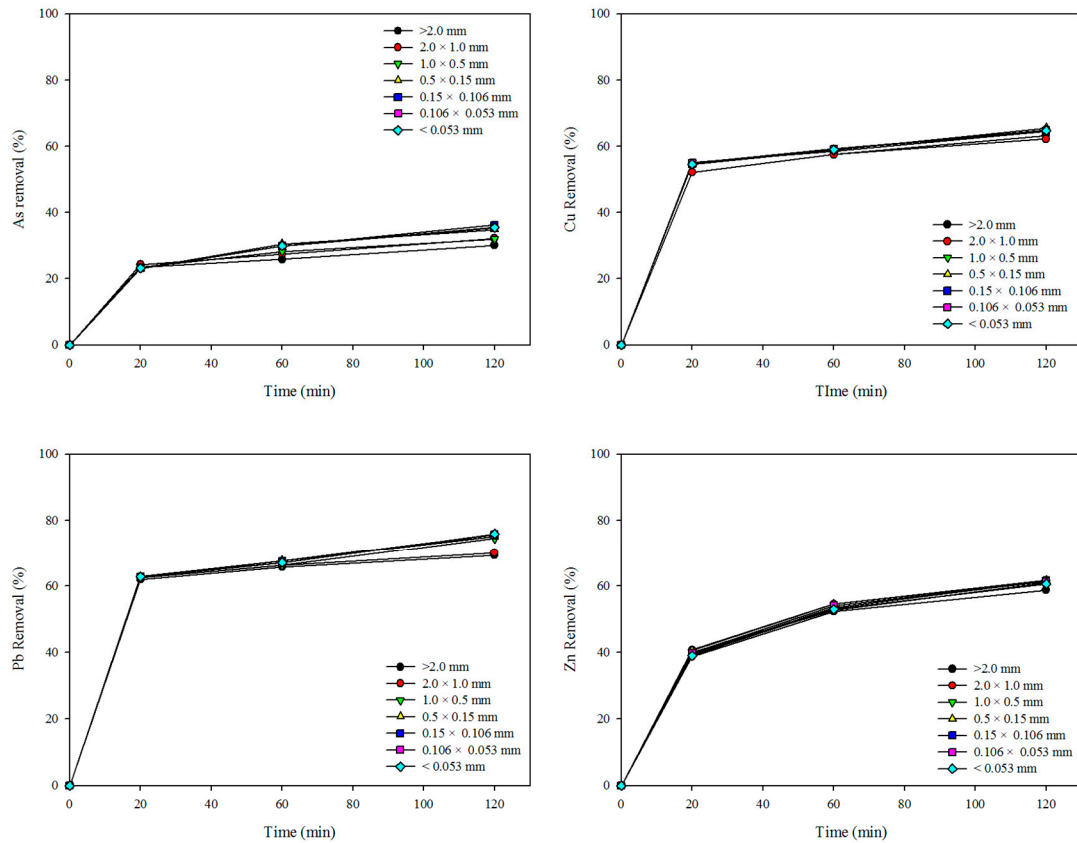 100
80
60
40
20
0
As removal (%)
>2.0 mm
2.0 × 1.0 mm
1.0 × 0.5 mm
0.5 × 0.15 mm
0.15 × 0.106 mm
0.106 × 0.053 mm
< 0.053 mm
0 20 40 60 80 100 120
Time (min)
100
80
60
40
20
0
Cu Removal (%)
>2.0 mm
2.0 × 1.0 mm
1.0 × 0.5 mm
0.5 × 0.15 mm
0.15 × 0.106 mm
0.106 × 0.053 mm
< 0.053 mm
0 20 40 60 80 100 120
TIme (min)
100
80
60
40
20
0
Pb Removal (%)
>2.0 mm
2.0 × 1.0 mm
1.0 × 0.5 mm
0.5 × 0.15 mm
0.15 × 0.106 mm
0.106 × 0.053 mm
< 0.053 mm
0 20 40 60 80 100 120
Time (min)
100
80
60
40
20
0
Zn Removal (%)
>2.0 mm
2.0 × 1.0 mm
1.0 × 0.5 mm
0.5 × 0.15 mm
0.15 × 0.106 mm
0.106 × 0.053 mm
< 0.053 mm
0 20 40 60 80 100 120
Time (min)